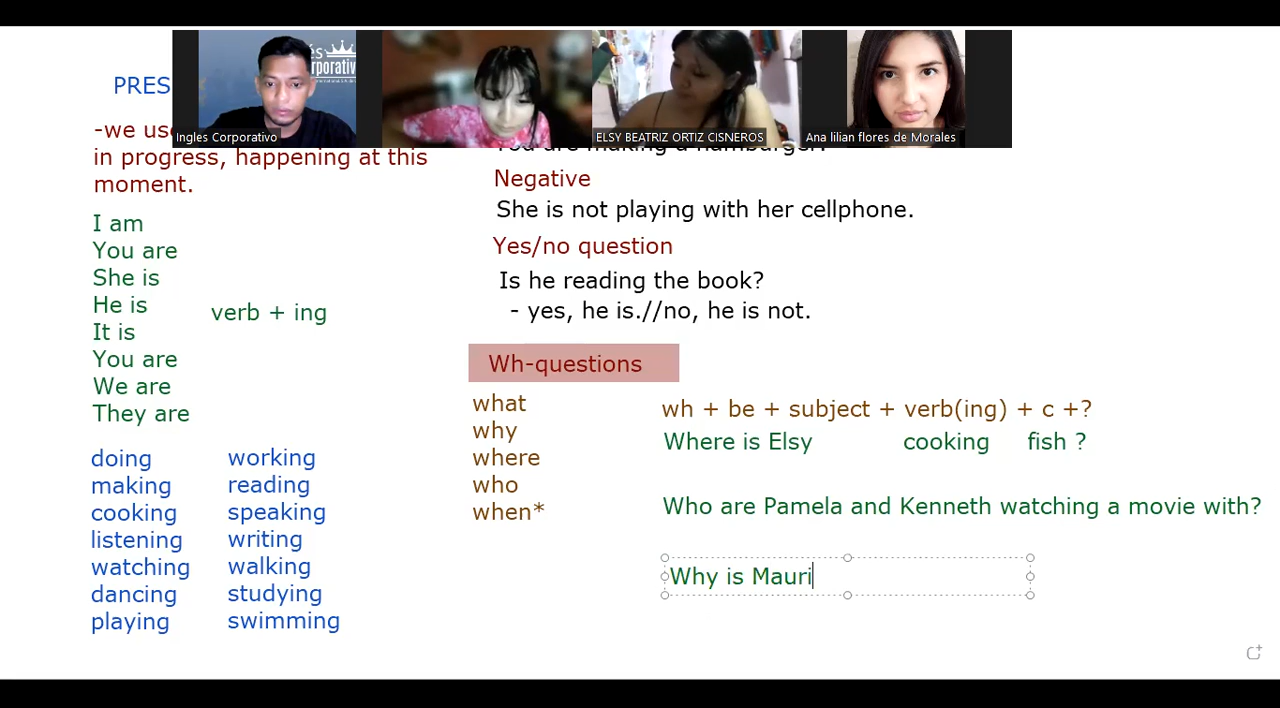 PRES
-we us
in progress, happening at this
moment.
I am
You are
She is
He is
It is
You are
We are
They are
verb + ing
doing
making
cooking
listening
watching
dancing
playing
working
reading
speaking
writing
walking
studying
swimming
You are making a hamburger.
Negative
She is not playing with her cellphone.
Yes/no question
Is he reading the book?
- yes, he is.//no, he is not.
Wh-questions
what
why
where
who
when*
wh + be + subject + verb(ing) + c +?
Where is Elsy cooking fish ?
Who are Pamela and Kenneth watching a movie with?
Why is Mauri
Ingles Corporativo
ELSY BEATRIZ ORTIZ CISNEROS
Ana lilian flores de Morales